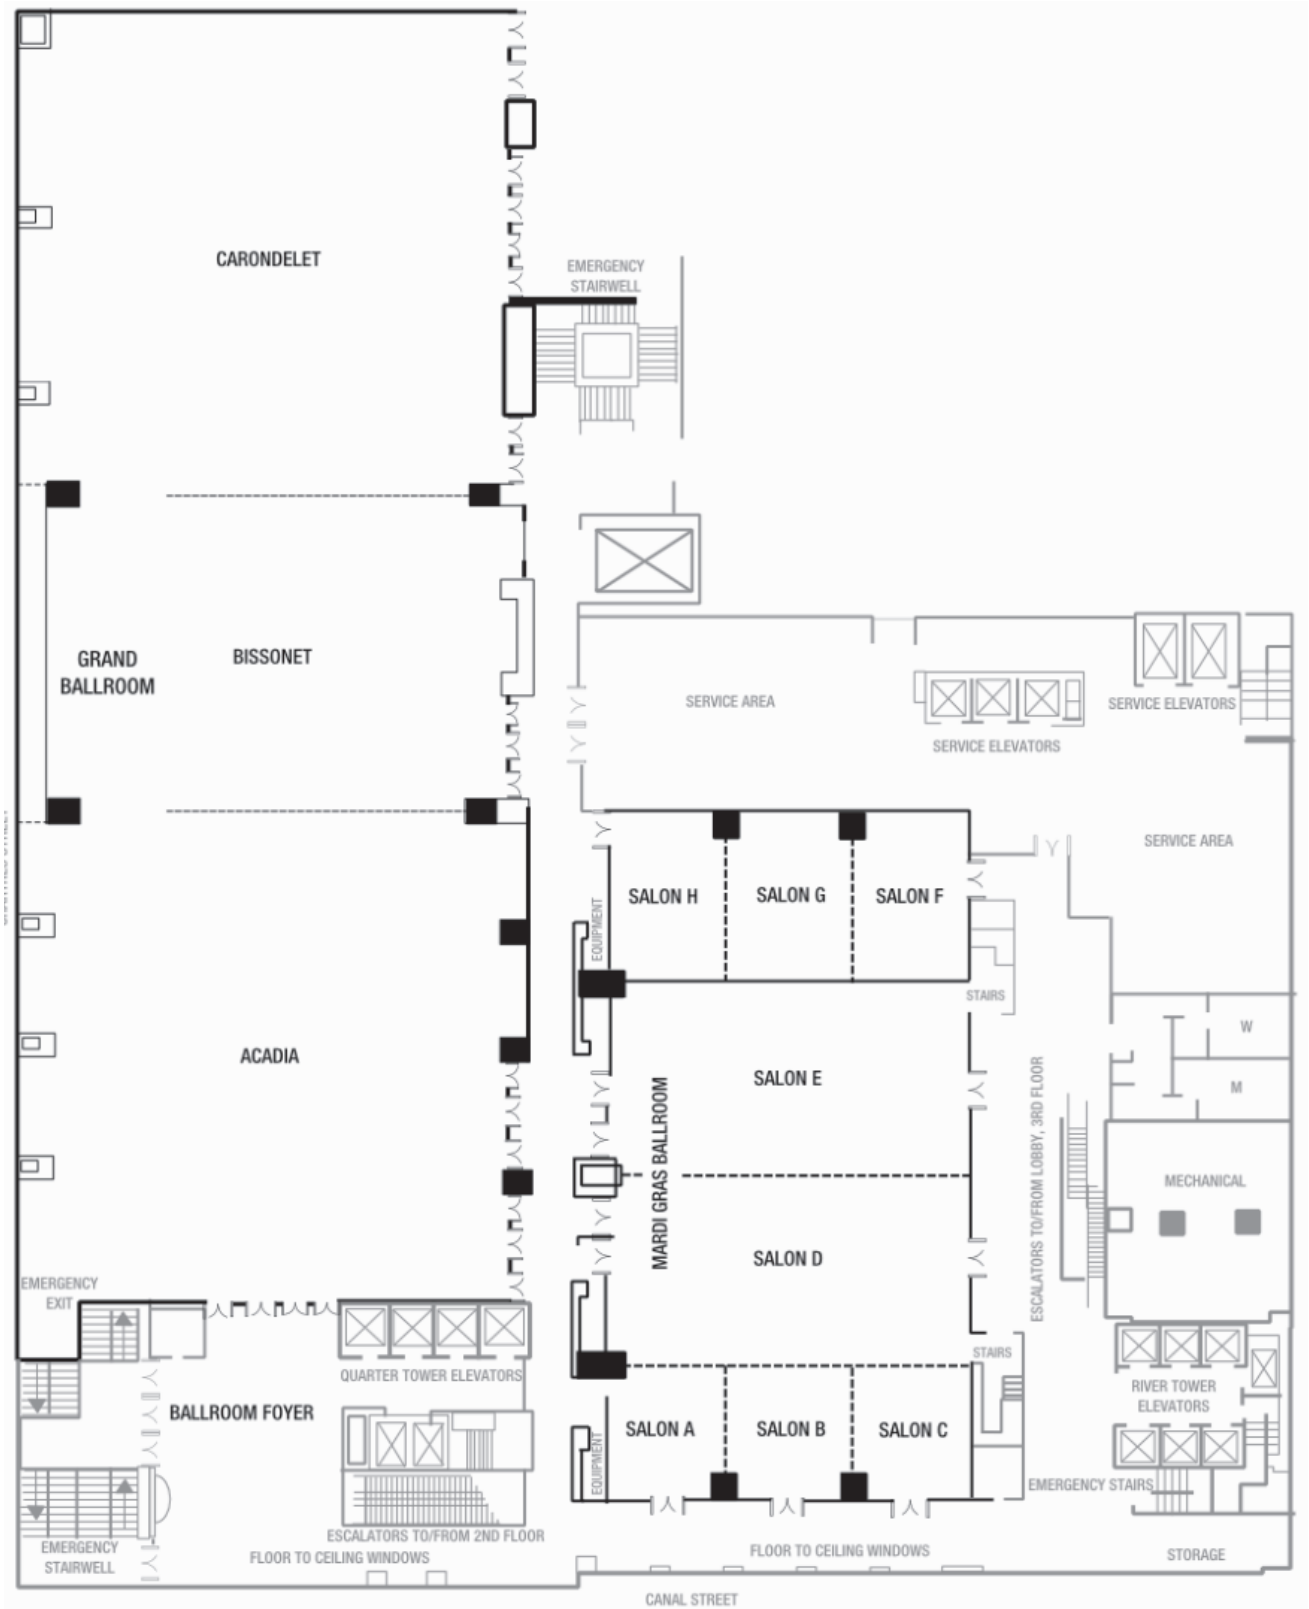 CARONDELET
EMERGENCY
STAIRWELL
GRAND
BALLROOM
BISSONET
SERVICE AREA
SERVICE ELEVATORS
SERVICE ELEVATORS
SERVICE AREA
SALON H
SALON G
SALON F
EQUIPMENT
STAIRS
W
M
ACADIA
SALON E
MARDI GRAS BALLROOM
ESCALATORS TO/FROM LOBBY, 3RD FLOOR
MECHANICAL
SALON D
EMERGENCY
EXIT
STAIRS
QUARTER TOWER ELEVATORS
RIVER TOWER
ELEVATORS
BALLROOM FOYER
SALON A
SALON B
SALON C
EQUIPMENT
EMERGENCY STAIRS
ESCALATORS TO/FROM 2ND FLOOR
EMERGENCY
STAIRWELL
FLOOR TO CEILING WINDOWS
FLOOR TO CEILING WINDOWS
STORAGE
CANAL STREET